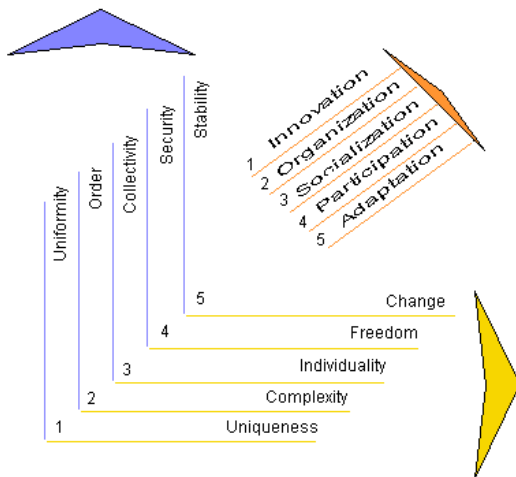 Uniformity
Order
Collectivity
Security
Stability
1 Innovation
2 Organization
3 Socialization
4 Participation
5 Adaptation
5 Change
4 Freedom
3 Individuality
2 Complexity
1 Uniqueness